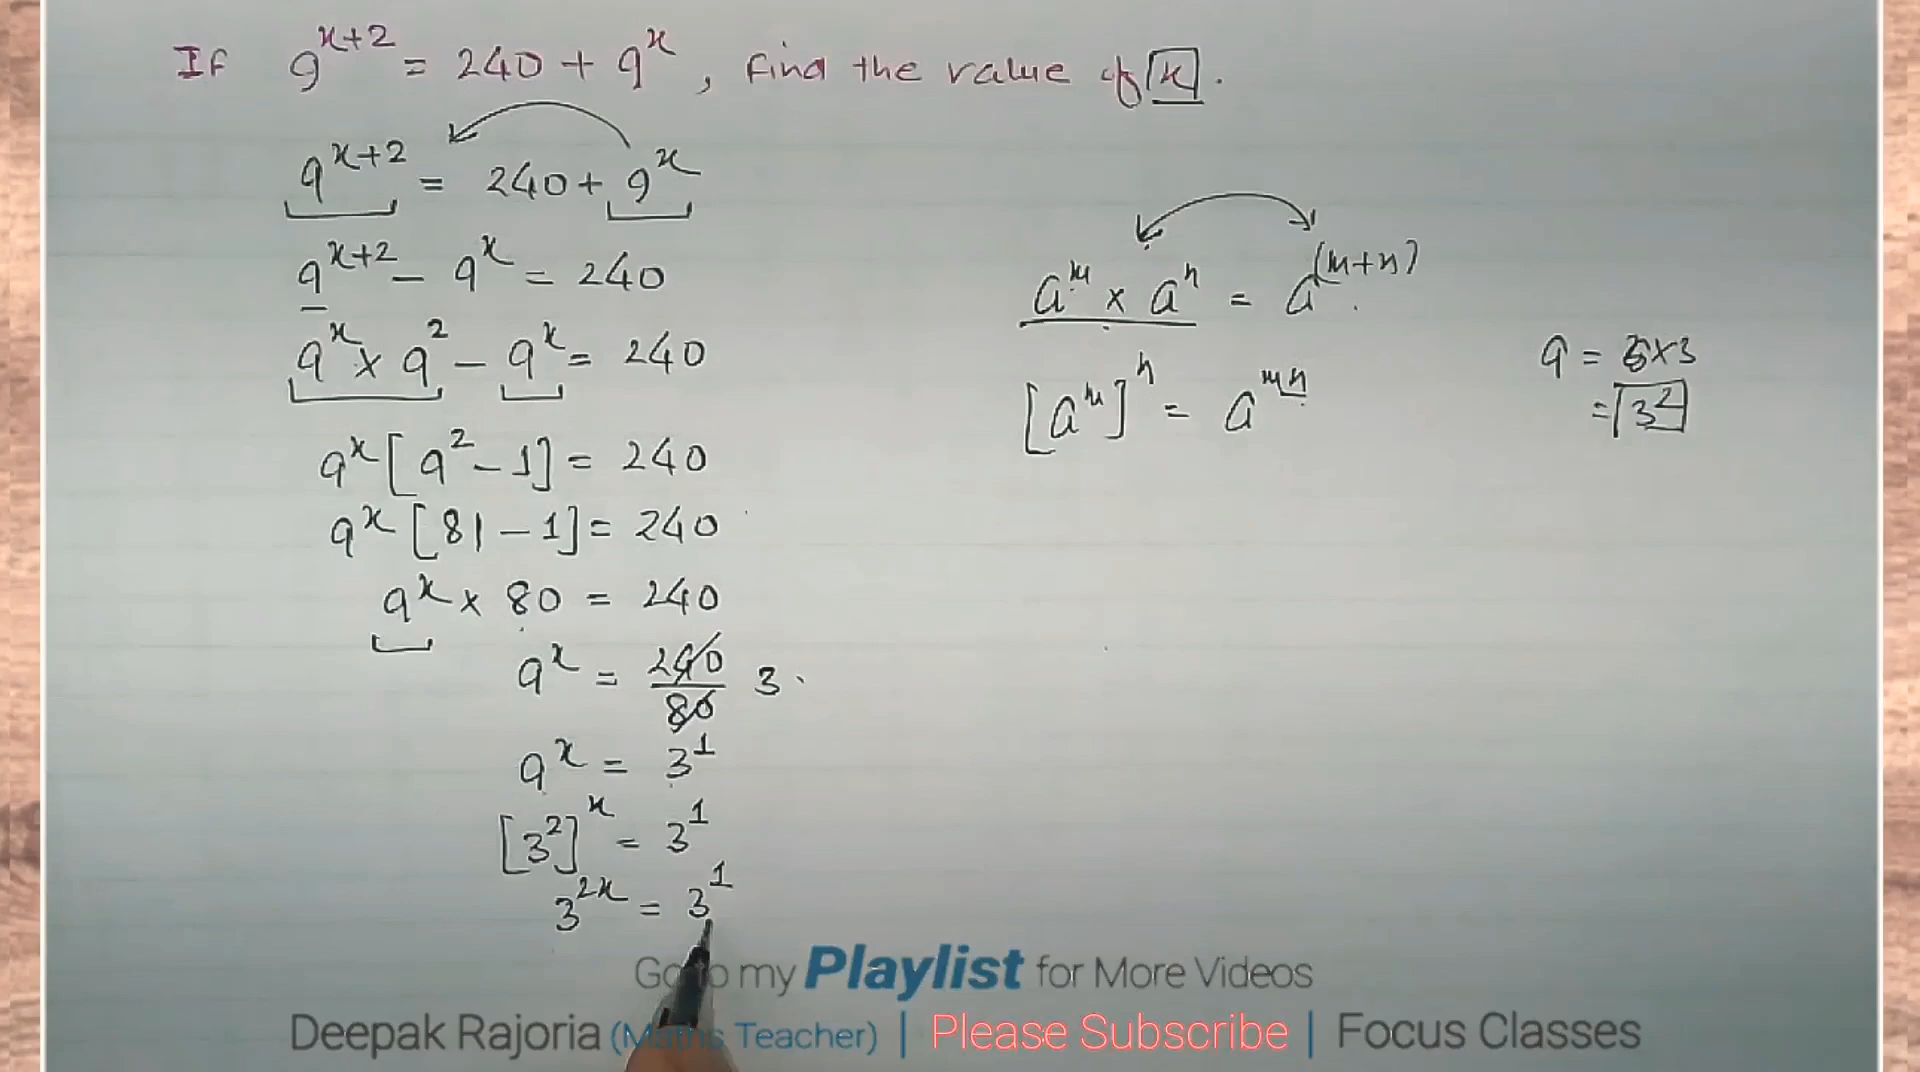 If 9^{x+2} = 240 + 9^x, find the value of x.
9^{x+2} = 240 + 9^x
9^{x+2} - 9^x = 240
9^x × 9^2 - 9^x = 240
9^x [9^2 - 1] = 240
9^x [81 - 1] = 240
9^x × 80 = 240
9^x = 240/80 3
9^x = 3^1
[3^2]^x = 3^1
3^{2x} = 3^1
a^m × a^n = a^{(m+n)}
[a^m]^n = a^{mn}
9 = 3×3
= 3^2
Go to my Playlist for More Videos
Deepak Rajoria (Maths Teacher) | Please Subscribe | Focus Classes